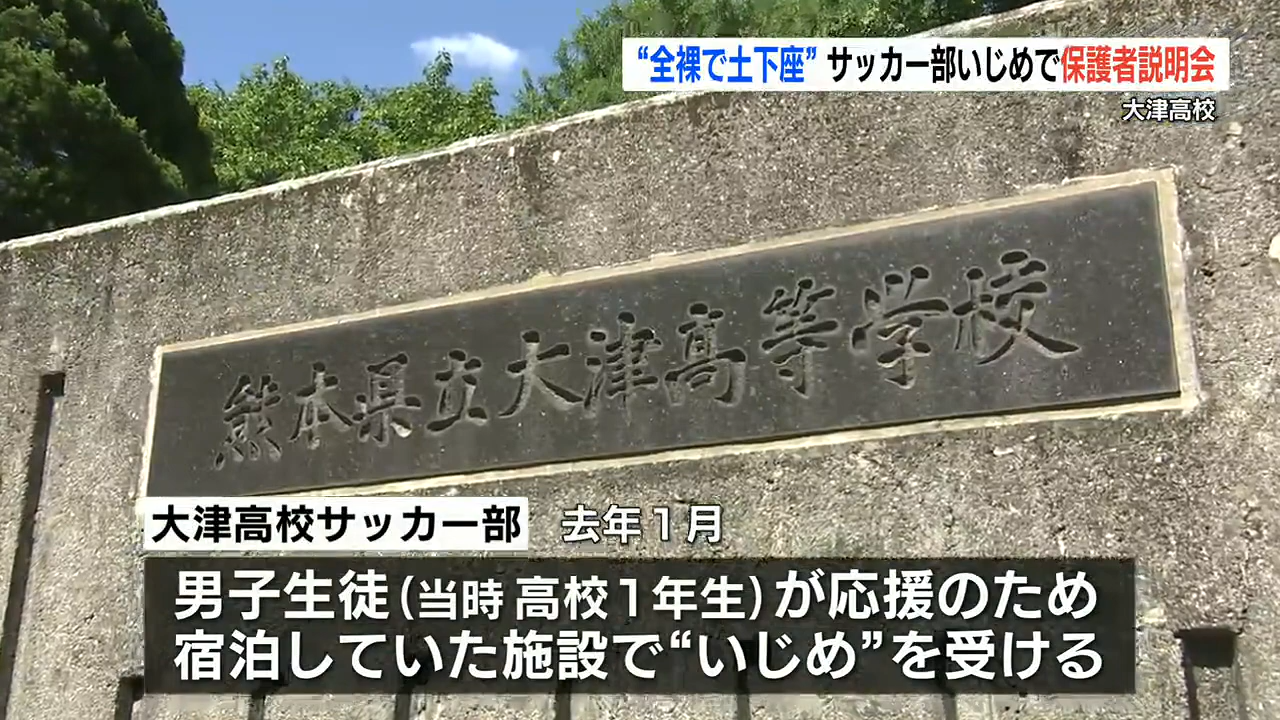 “全裸で土下座” サッカー部いじめで保護者説明会
大津高校
熊本県立大津高等学校
大津高校サッカー部 去年1月
男子生徒(当時 高校1年生)が応援のため
宿泊していた施設で“いじめ”を受ける